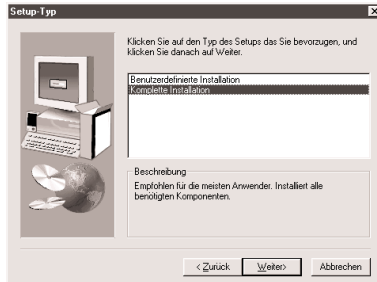 Setup-Typ
Klicken Sie auf den Typ des Setups das Sie bevorzugen, und
klicken Sie danach auf Weiter.
Benutzerdefinierte Installation
Komplette Installation
Beschreibung
Empfohlen für die meisten Anwender. Installiert alle
benötigten Komponenten.
< Zurück Weiter> Abbrechen